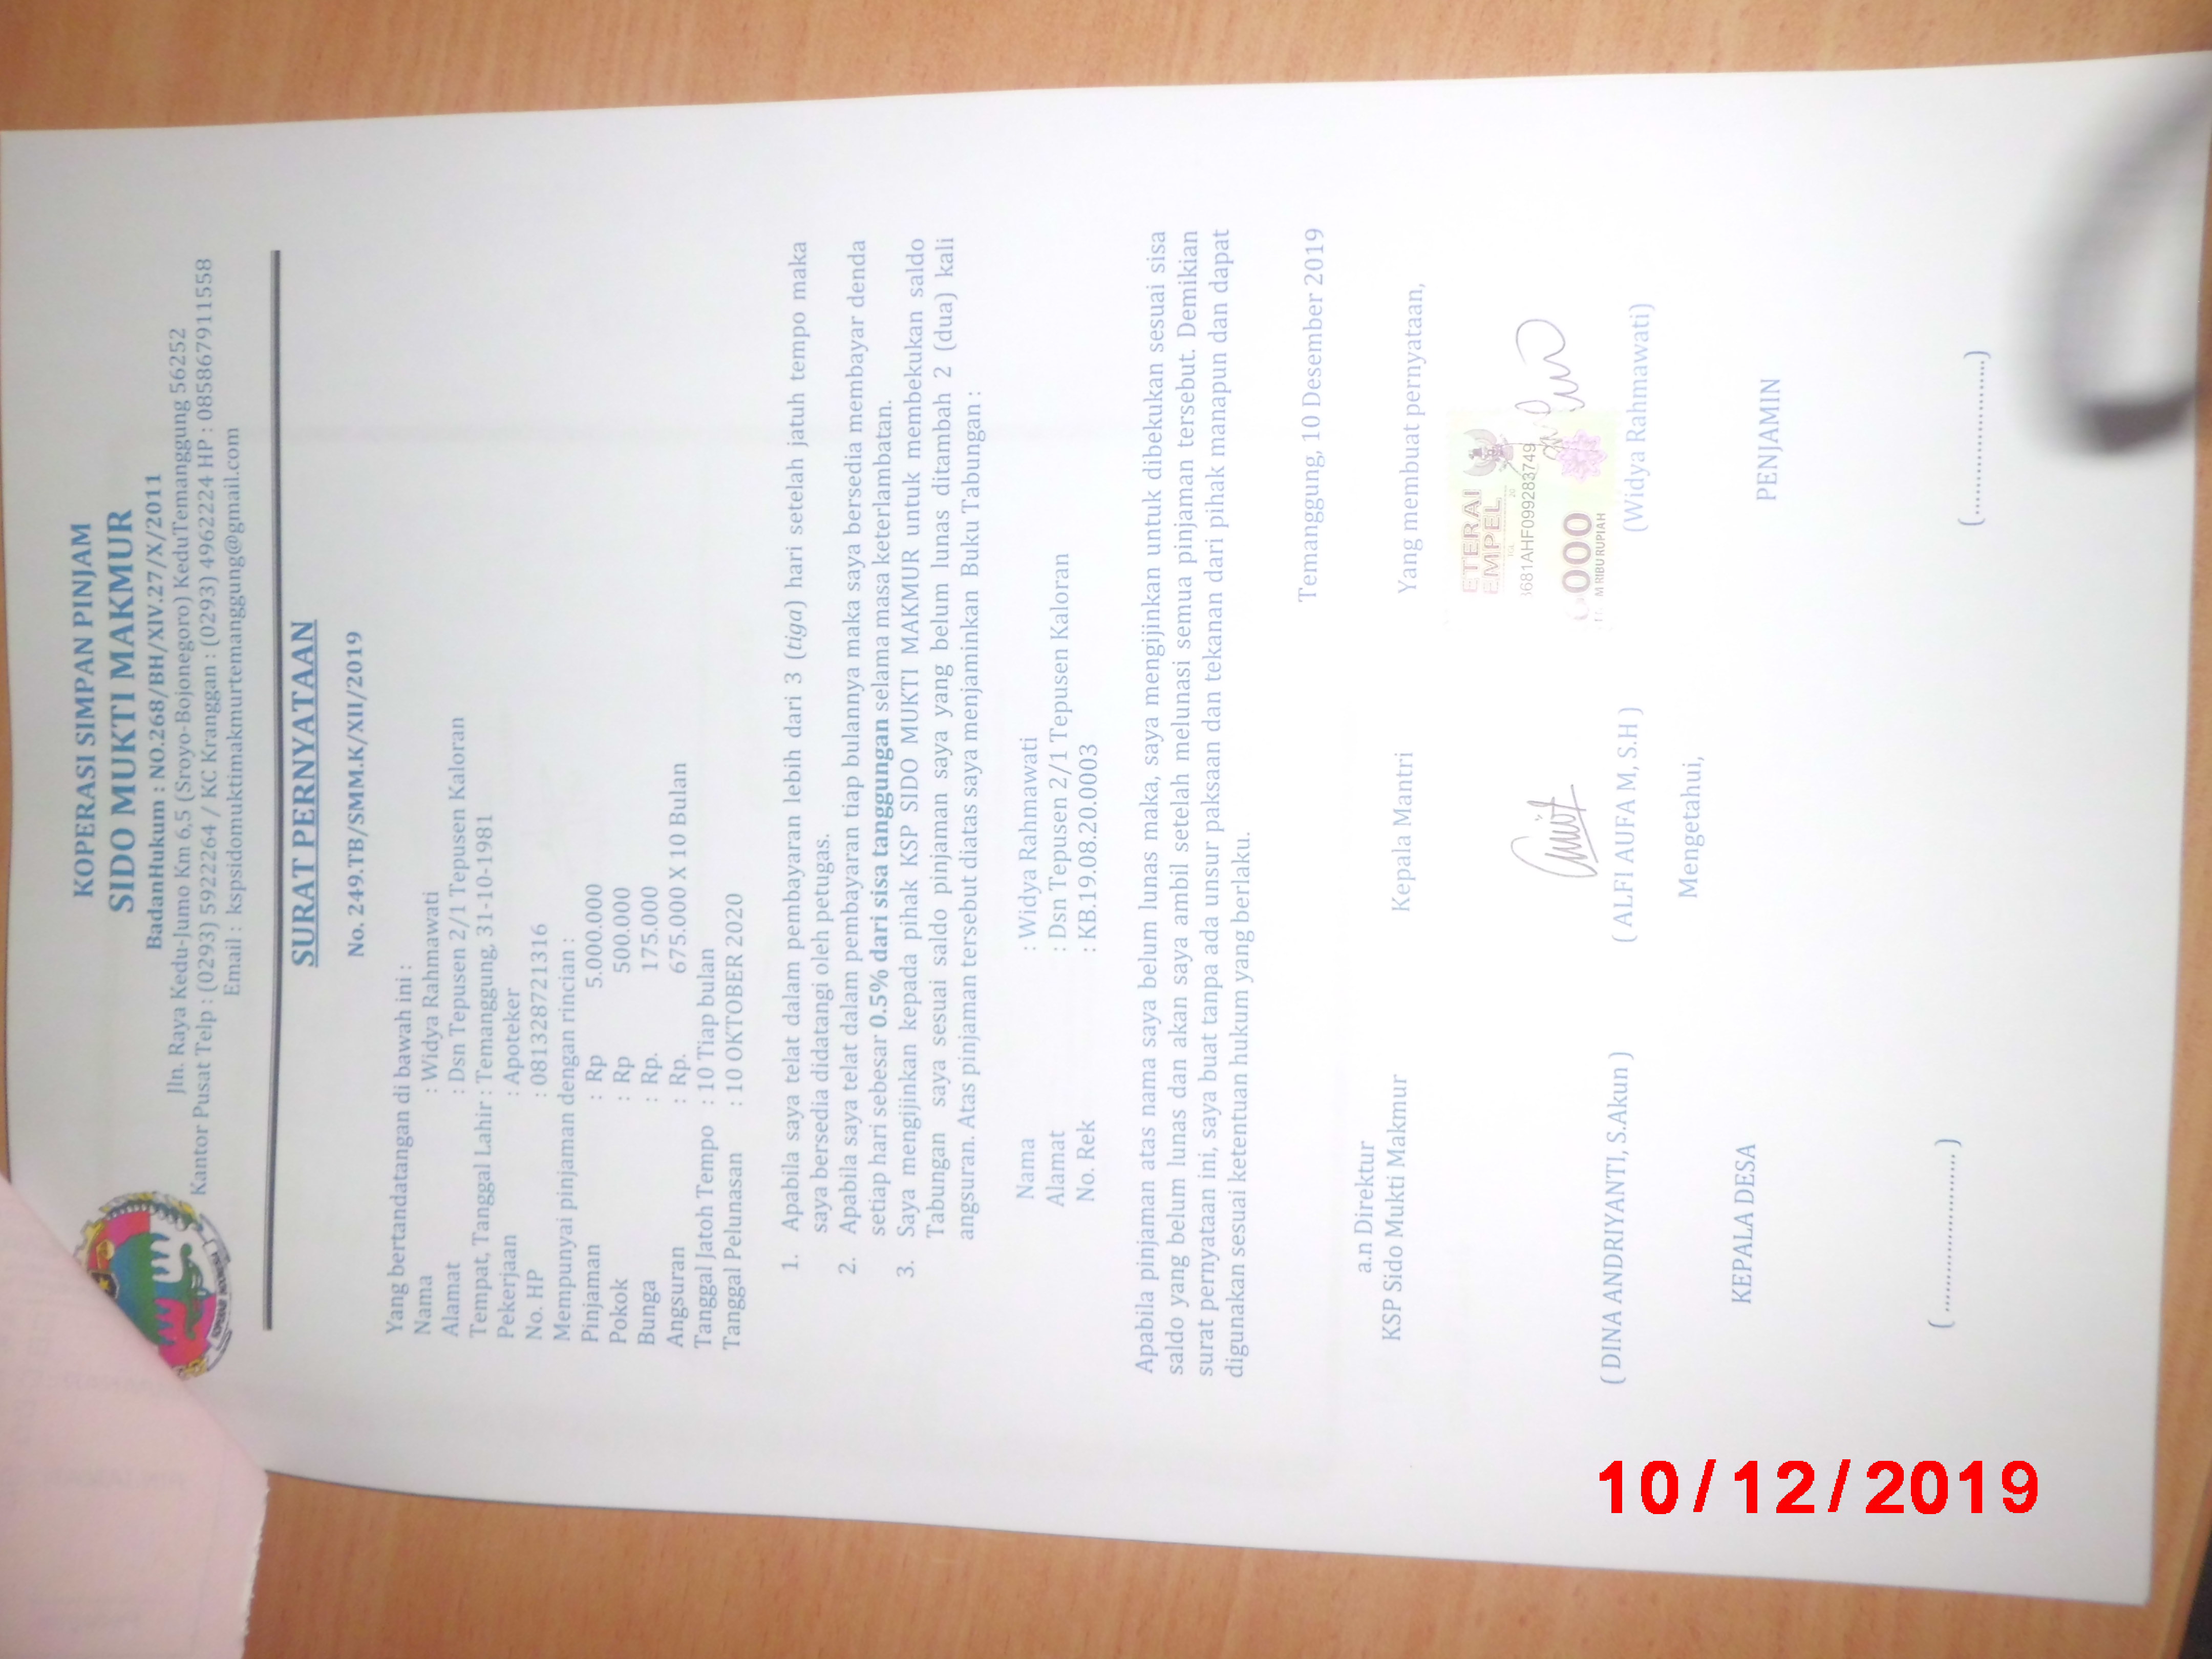 KOPERASI SIMPAN PINJAM
SIDO MUKTI MAKMUR
BadanHukum : NO.268/BH/XIV.27/X/2011
Jln. Raya Kedu-Jumo Km 6,5 (Sroyo-Bojonegoro) KeduTemanggung 56252
Kantor Pusat Telp : (0293) 5922264 / KC Kranggan : (0293) 4962224 HP : 085867911558
Email : kspsidomuktimakmurtemanggung@gmail.com
SURAT PERNYATAAN
No. 249.TB/SMM.K/XII/2019
Yang bertandatangan di bawah ini :
Nama : Widya Rahmawati
Alamat : Dsn Tepusen 2/1 Tepusen Kaloran
Tempat, Tanggal Lahir : Temanggung, 31-10-1981
Pekerjaan : Apoteker
No. HP : 081328721316
Mempunyai pinjaman dengan rincian :
Pinjaman : Rp 5.000.000
Pokok : Rp 500.000
Bunga : Rp. 175.000
Angsuran : Rp. 675.000 X 10 Bulan
Tanggal Jatoh Tempo : 10 Tiap bulan
Tanggal Pelunasan : 10 OKTOBER 2020
1. Apabila saya telat dalam pembayaran lebih dari 3 (tiga) hari setelah jatuh tempo maka
saya bersedia didatangi oleh petugas.
2. Apabila saya telat dalam pembayaran tiap bulannya maka saya bersedia membayar denda
setiap hari sebesar 0.5% dari sisa tanggungan selama masa keterlambatan.
3. Saya mengijinkan kepada pihak KSP SIDO MUKTI MAKMUR untuk membekukan saldo
Tabungan saya sesuai saldo pinjaman saya yang belum lunas ditambah 2 (dua) kali
angsuran. Atas pinjaman tersebut diatas saya menjaminkan Buku Tabungan :
Nama : Widya Rahmawati
Alamat : Dsn Tepusen 2/1 Tepusen Kaloran
No. Rek : KB.19.08.20.0003
Apabila pinjaman atas nama saya belum lunas maka, saya mengijinkan untuk dibekukan sesuai sisa
saldo yang belum lunas dan akan saya ambil setelah melunasi semua pinjaman tersebut. Demikian
surat pernyataan ini, saya buat tanpa ada unsur paksaan dan tekanan dari pihak manapun dan dapat
digunakan sesuai ketentuan hukum yang berlaku.
Temanggung, 10 Desember 2019
a.n Direktur
KSP Sido Mukti Makmur Kepala Mantri Yang membuat pernyataan,
ETERAI
EMPEL
3681AHF099283749
000
M RIBU RUPIAH
( DINA ANDRIYANTI, S.Akun ) ( ALFI AUFA M, S.H ) (Widya Rahmawati)
Mengetahui,
KEPALA DESA PENJAMIN
( ........................ ) (........................)
10/12/2019